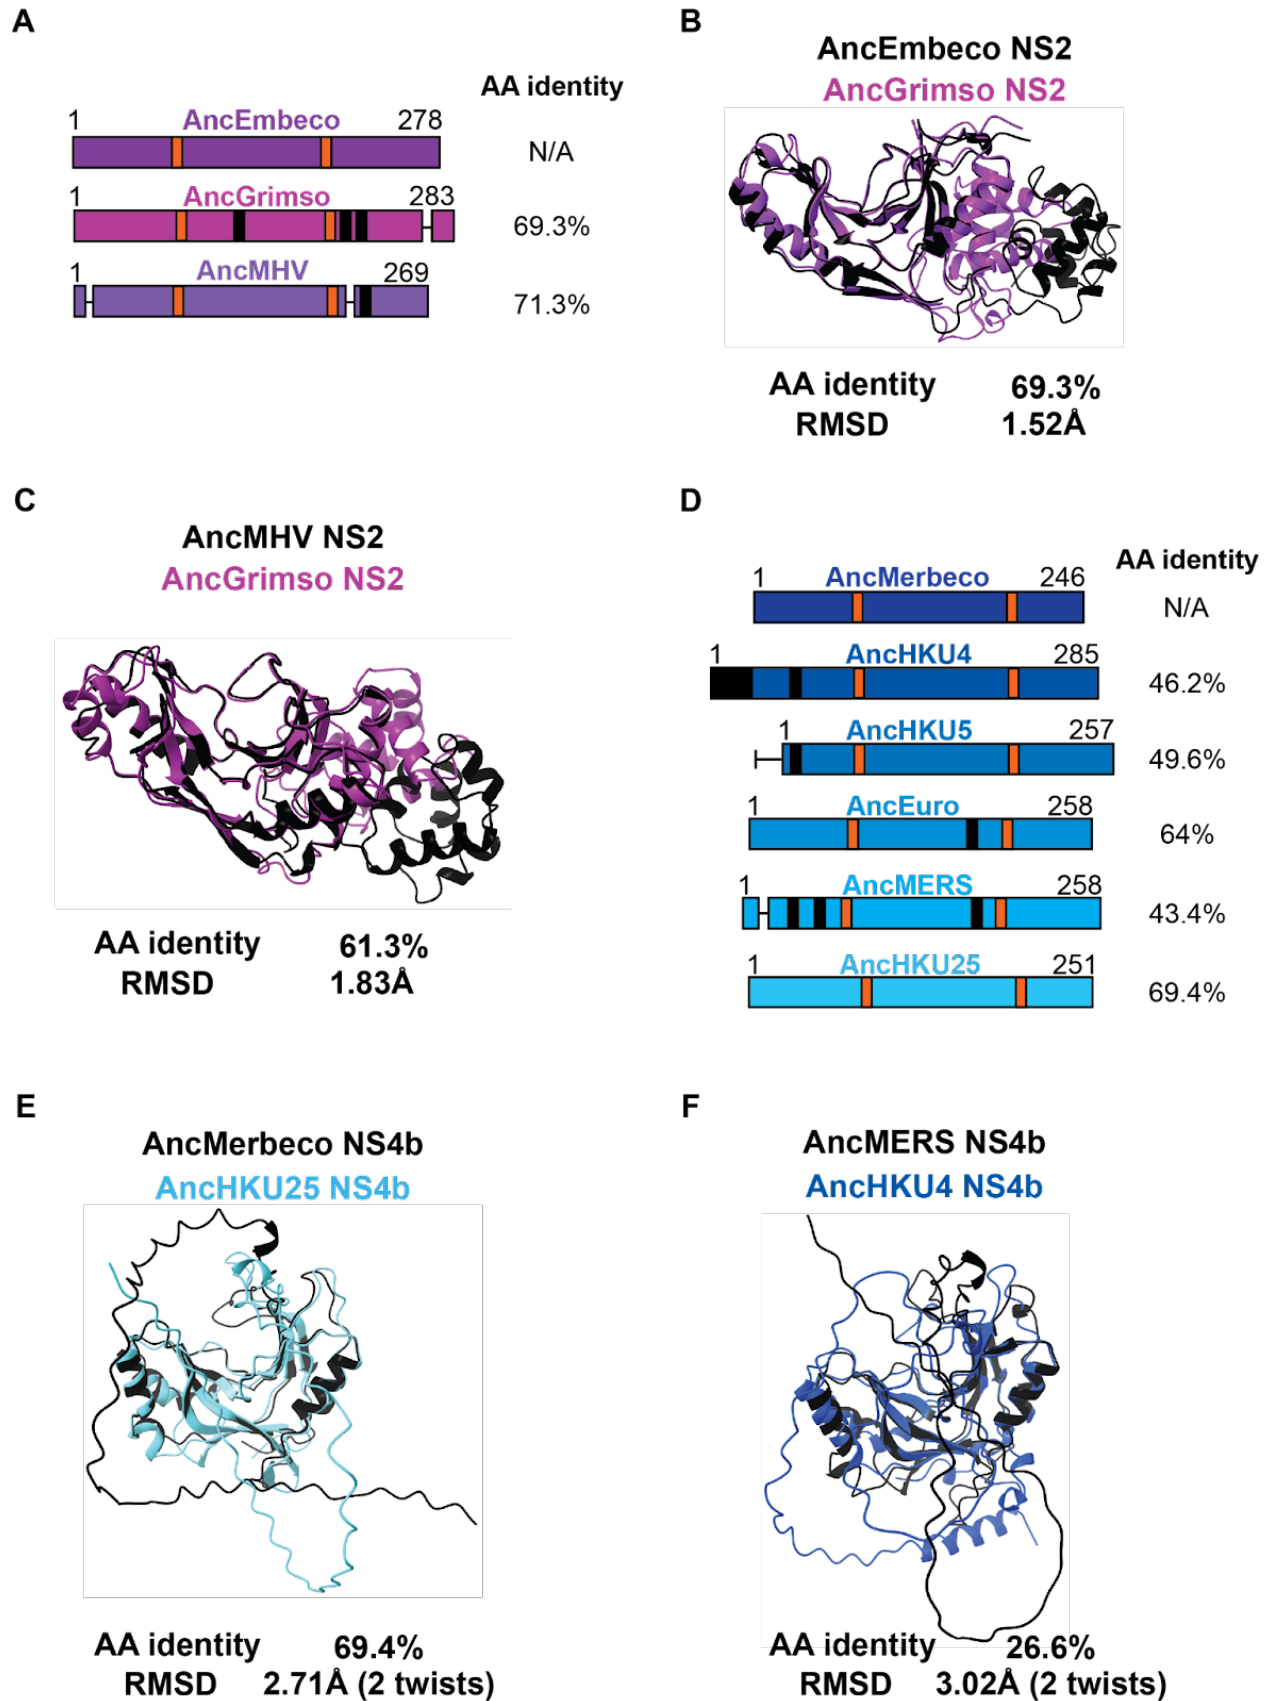 A
AA identity
1 AncEmbeco 278
N/A
1 AncGrimso 283
69.3%
1 AncMHV 269
71.3%
B
AncEmbeco NS2
AncGrimso NS2
AA identity 69.3%
RMSD 1.52Å
C
AncMHV NS2
AncGrimso NS2
AA identity 61.3%
RMSD 1.83Å
D
AA identity
1 AncMerbeco 246
N/A
1 AncHKU4 285
46.2%
1 AncHKU5 257
49.6%
1 AncEuro 258
64%
1 AncMERS 258
43.4%
1 AncHKU25 251
69.4%
E
AncMerbeco NS4b
AncHKU25 NS4b
AA identity 69.4%
RMSD 2.71Å (2 twists)
F
AncMERS NS4b
AncHKU4 NS4b
AA identity 26.6%
RMSD 3.02Å (2 twists)